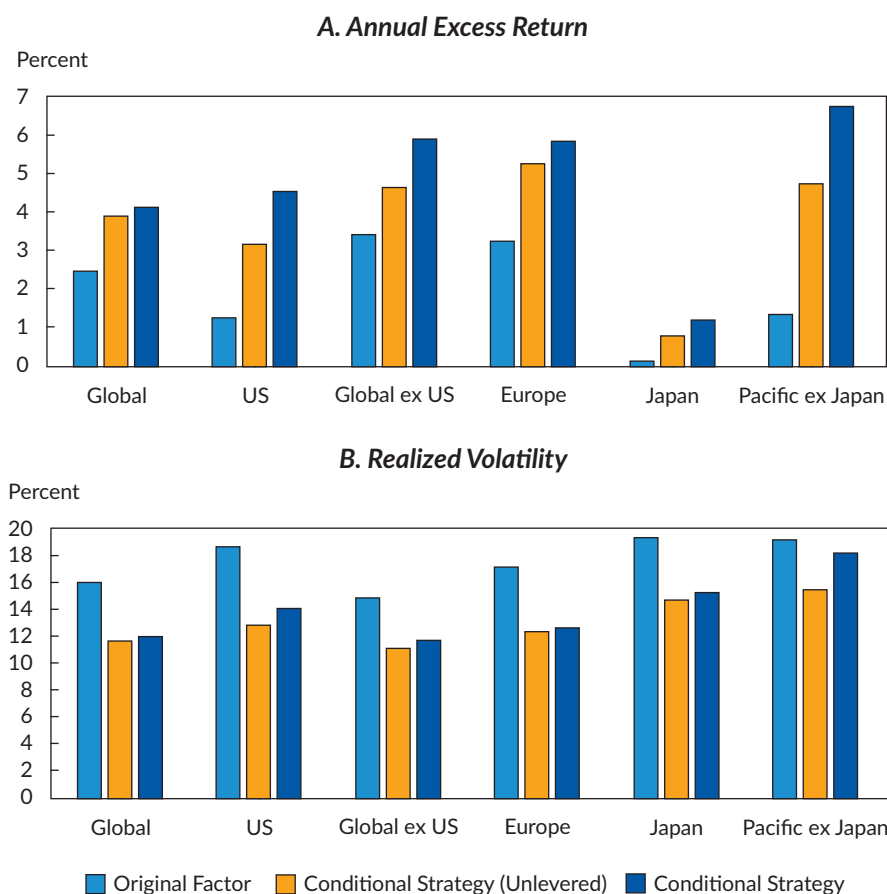 A. Annual Excess Return
Percent
7
6
5
4
3
2
1
0
Global US Global ex US Europe Japan Pacific ex Japan
B. Realized Volatility
Percent
20
18
16
14
12
10
8
6
4
2
0
Global US Global ex US Europe Japan Pacific ex Japan
Original Factor Conditional Strategy (Unlevered) Conditional Strategy